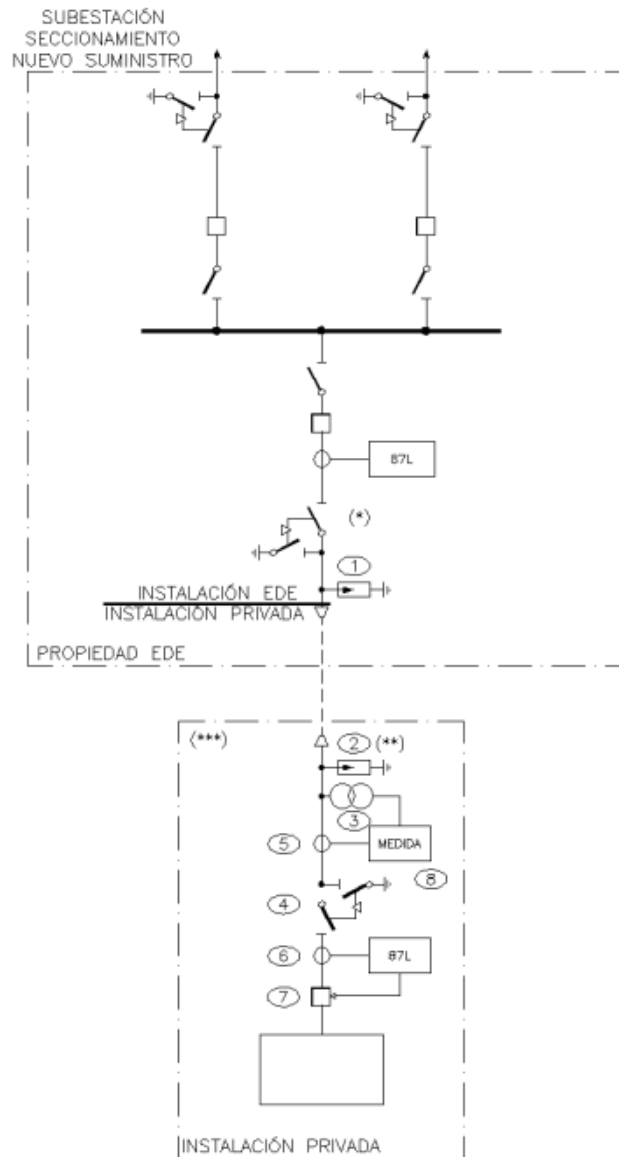 SUBESTACIÓN
SECCIONAMIENTO
NUEVO SUMINISTRO
87L
(*)
1
INSTALACIÓN EDE
INSTALACIÓN PRIVADA
PROPIEDAD EDE
(***)
2 (**)
3
5
MEDIDA
8
4
6
87L
7
INSTALACIÓN PRIVADA